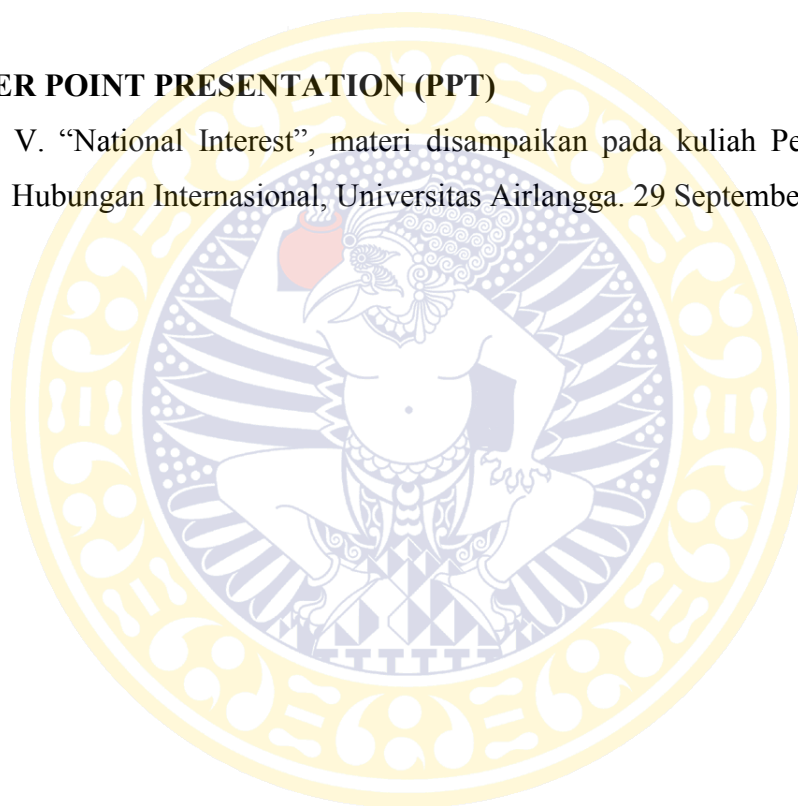 ER POINT PRESENTATION (PPT)
V. “National Interest”, materi disampaikan pada kuliah Pe
Hubungan Internasional, Universitas Airlangga. 29 Septembe